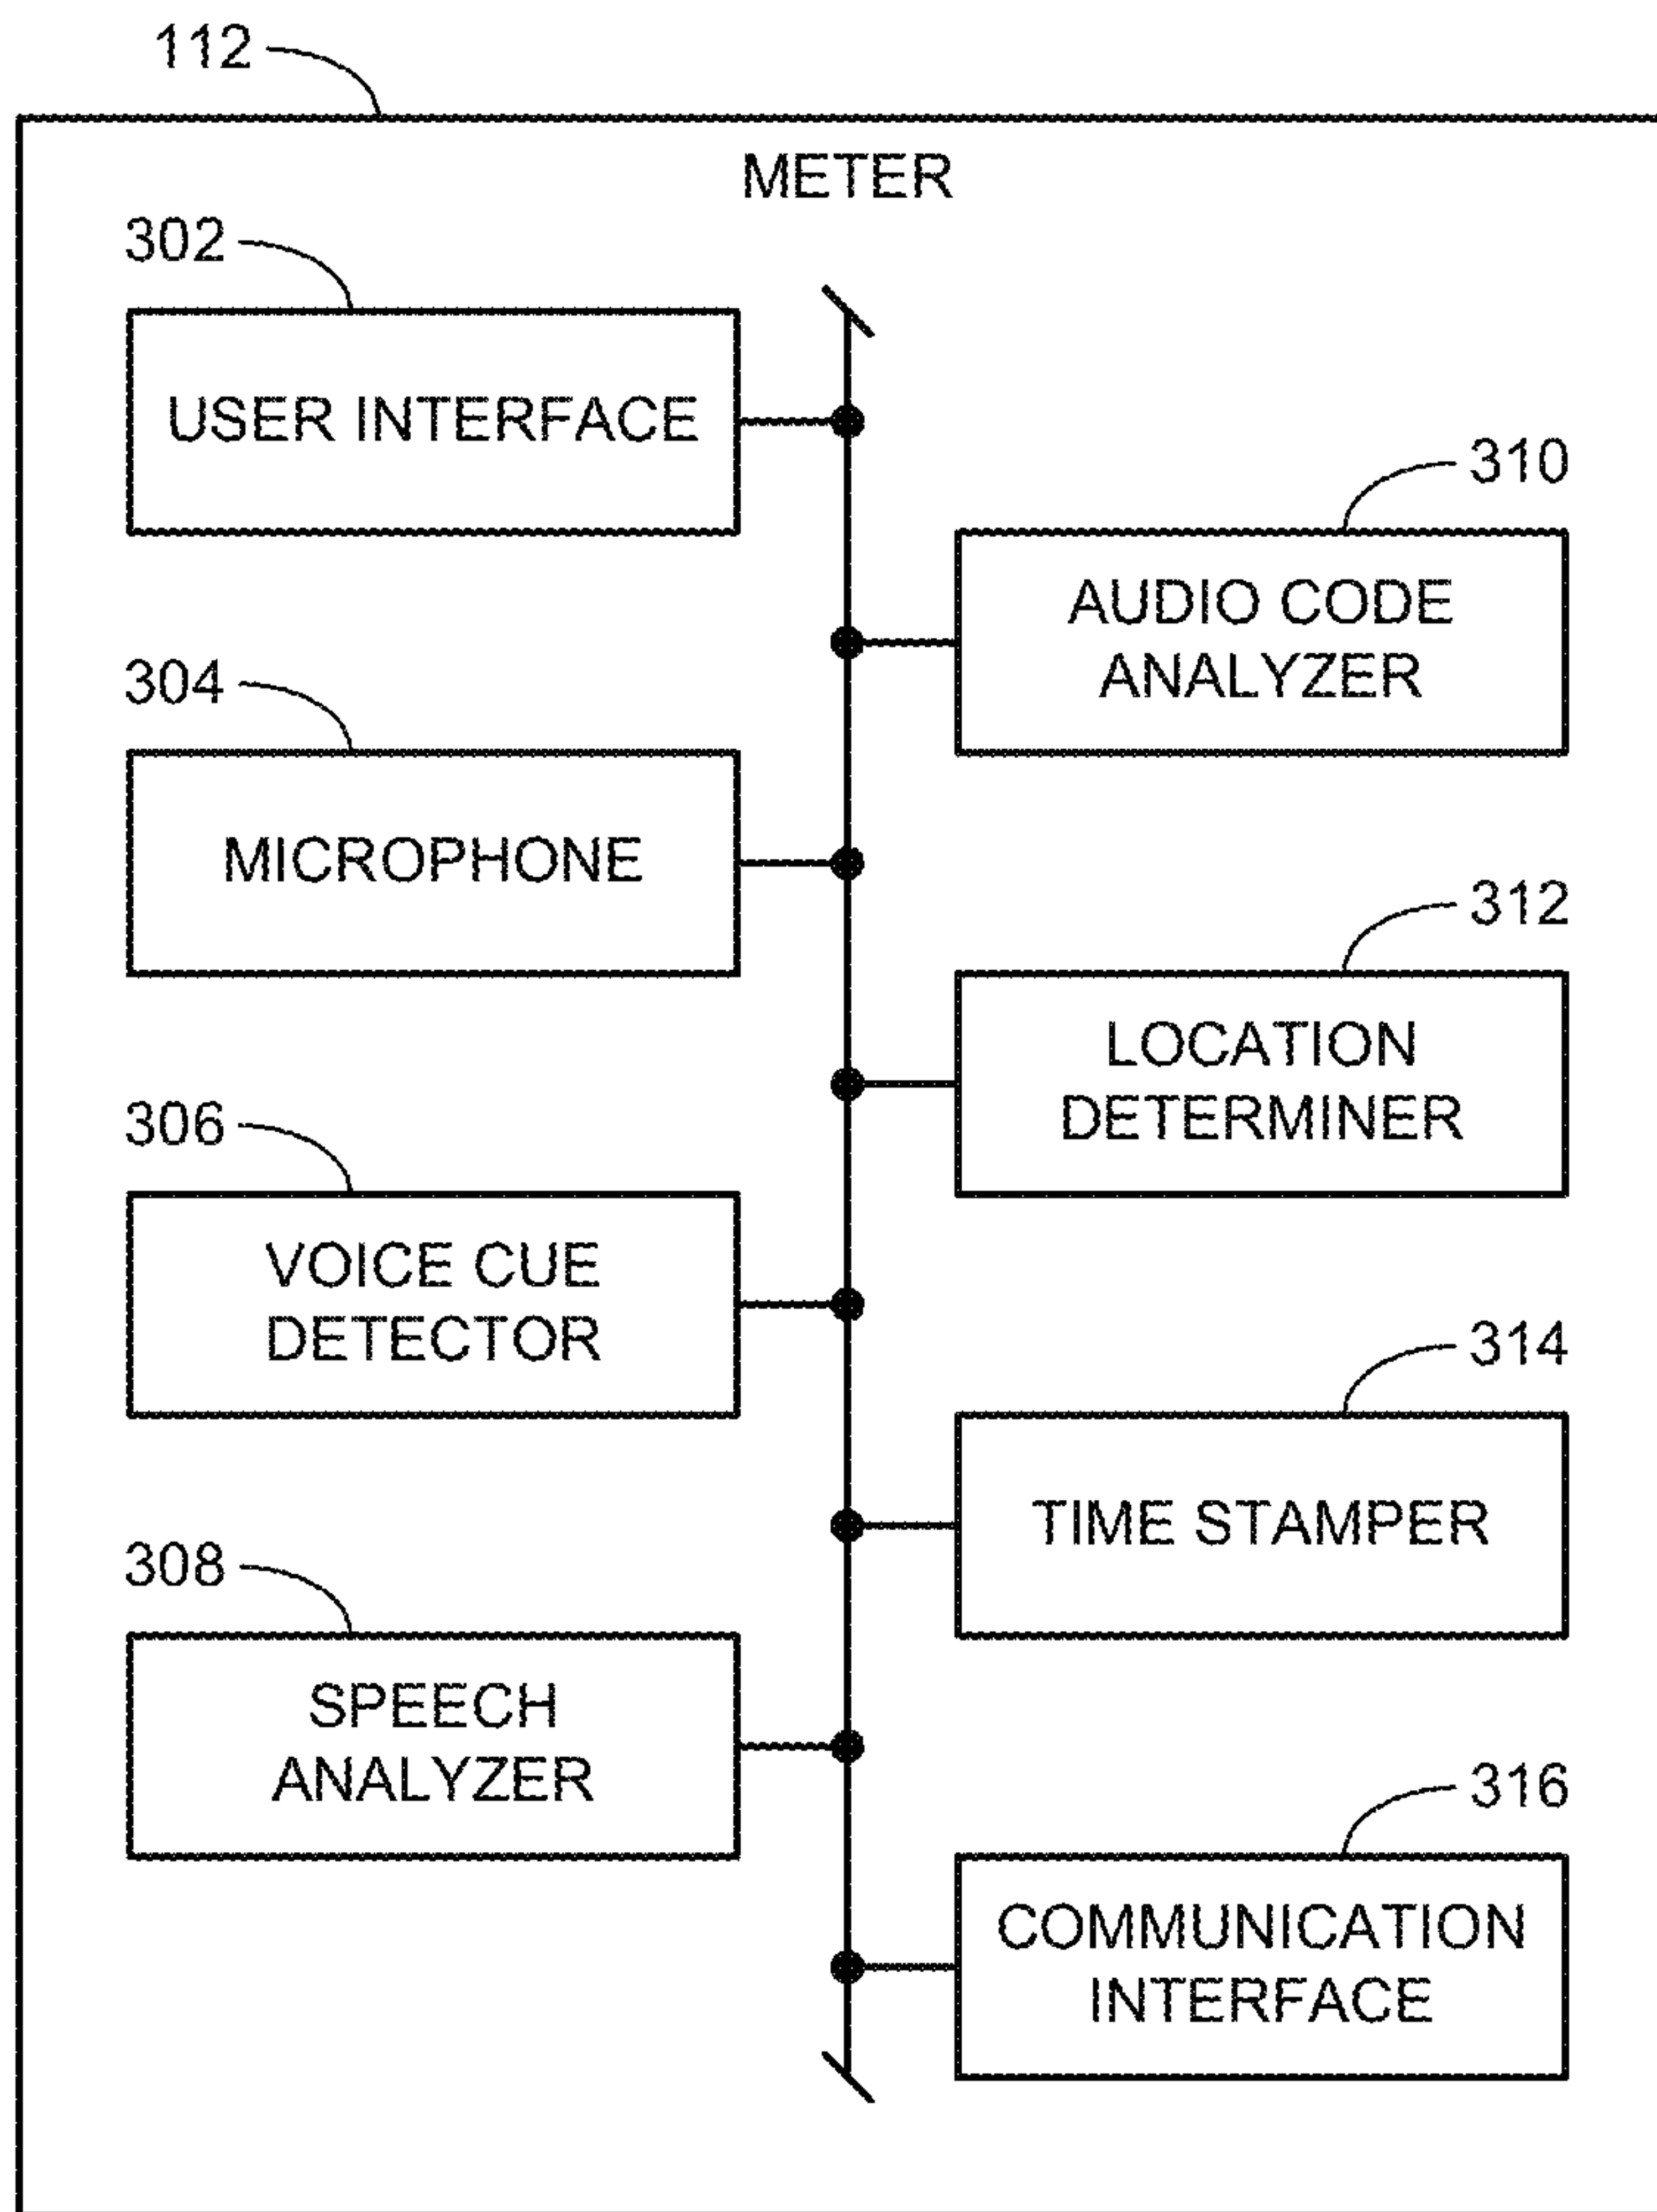 112
METER
302
USER INTERFACE
310
AUDIO CODE
ANALYZER
304
MICROPHONE
312
LOCATION
DETERMINER
306
VOICE CUE
DETECTOR
314
TIME STAMPER
308
SPEECH
ANALYZER
316
COMMUNICATION
INTERFACE